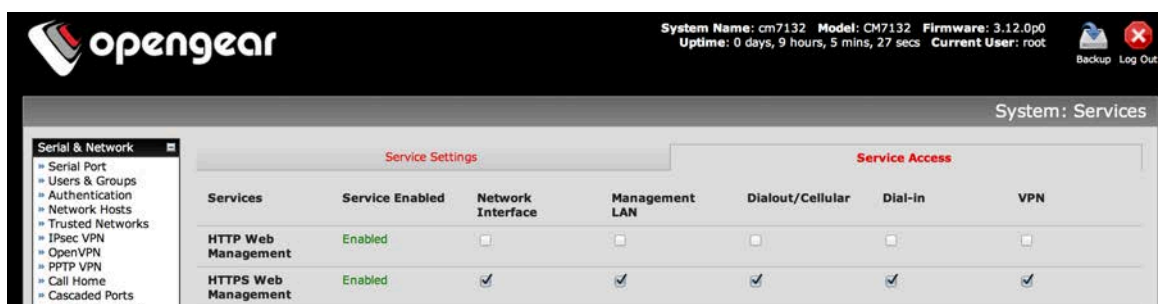 opengear
System Name: cm7132 Model: CM7132 Firmware: 3.12.0p0
Uptime: 0 days, 9 hours, 5 mins, 27 secs Current User: root
Backup Log Out
System: Services
Serial & Network
Serial Port
Users & Groups
Authentication
Network Hosts
Trusted Networks
IPsec VPN
OpenVPN
PPTP VPN
Call Home
Cascaded Ports
Service Settings Service Access
Services Service Enabled Network Interface Management LAN Dialout/Cellular Dial-in VPN
HTTP Web Management Enabled
HTTPS Web Management Enabled